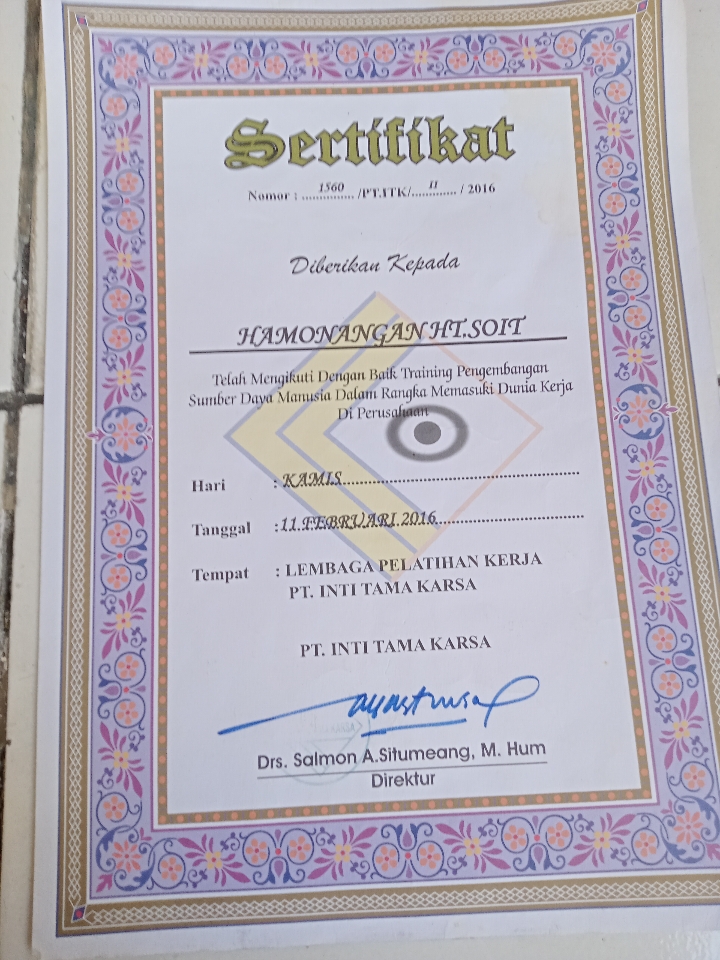 Sertifikat
Nomor : ....1560.... /PT.ITK/....II.... / 2016
Diberikan Kepada
HAMONANGAN HT.SOIT
Telah Mengikuti Dengan Baik Training Pengembangan
Sumber Daya Manusia Dalam Rangka Memasuki Dunia Kerja
Di Perusahaan
Hari : KAMIS
Tanggal : 11.FEBRUARI.2016
Tempat : LEMBAGA PELATIHAN KERJA
PT. INTI TAMA KARSA
PT. INTI TAMA KARSA
Drs. Salmon A.Situmeang, M. Hum
Direktur